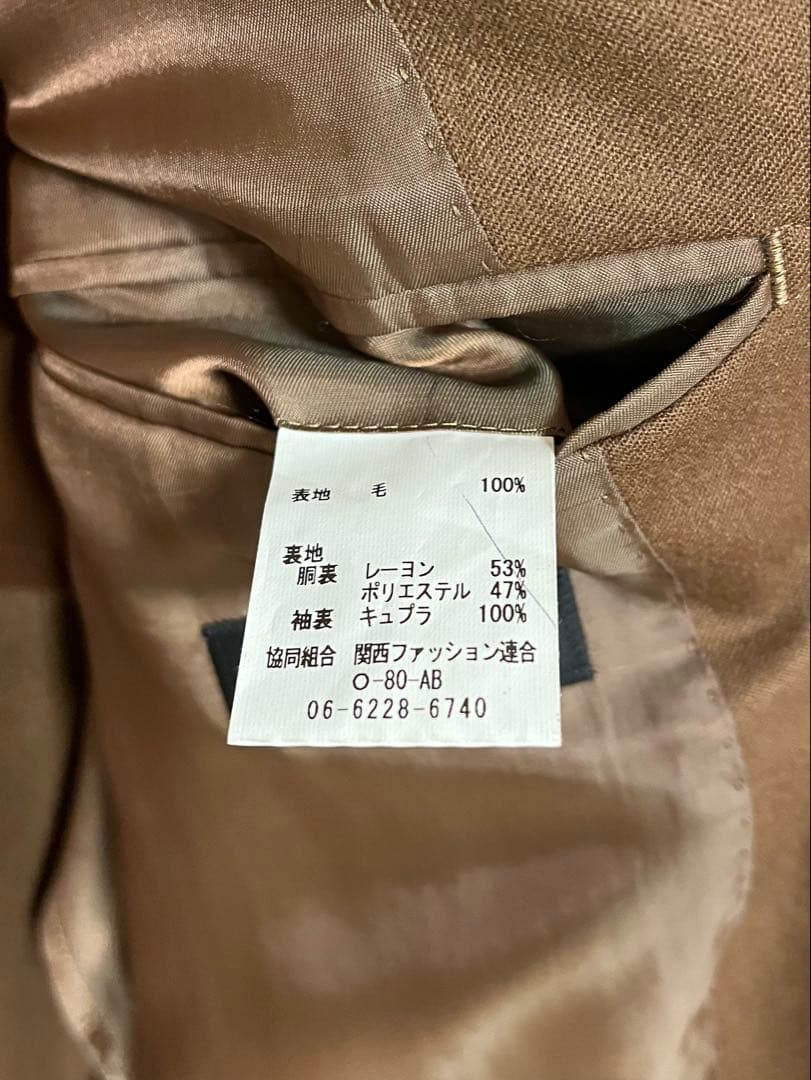 表地 毛 100%
裏地
胴裏 レーヨン 53%
ポリエステル 47%
袖裏 キュプラ 100%
協同組合 関西ファッション連合
O-80-AB
06-6228-6740